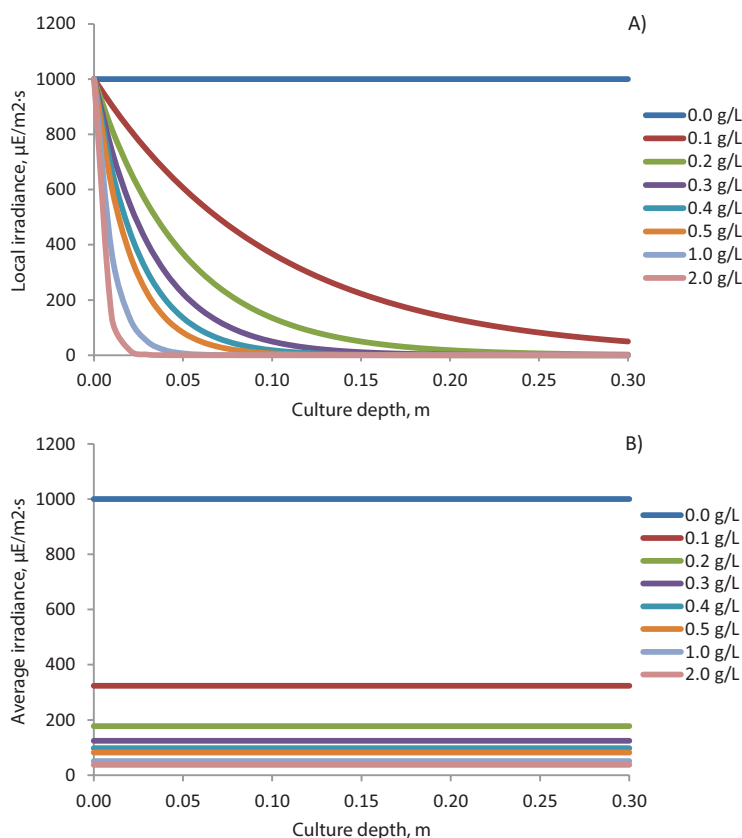 A)
Local irradiance, µE/m2·s
1200
1000
800
600
400
200
0
0.00 0.05 0.10 0.15 0.20 0.25 0.30
Culture depth, m
0.0 g/L
0.1 g/L
0.2 g/L
0.3 g/L
0.4 g/L
0.5 g/L
1.0 g/L
2.0 g/L
B)
Average irradiance, µE/m2·s
1200
1000
800
600
400
200
0
0.00 0.05 0.10 0.15 0.20 0.25 0.30
Culture depth, m
0.0 g/L
0.1 g/L
0.2 g/L
0.3 g/L
0.4 g/L
0.5 g/L
1.0 g/L
2.0 g/L